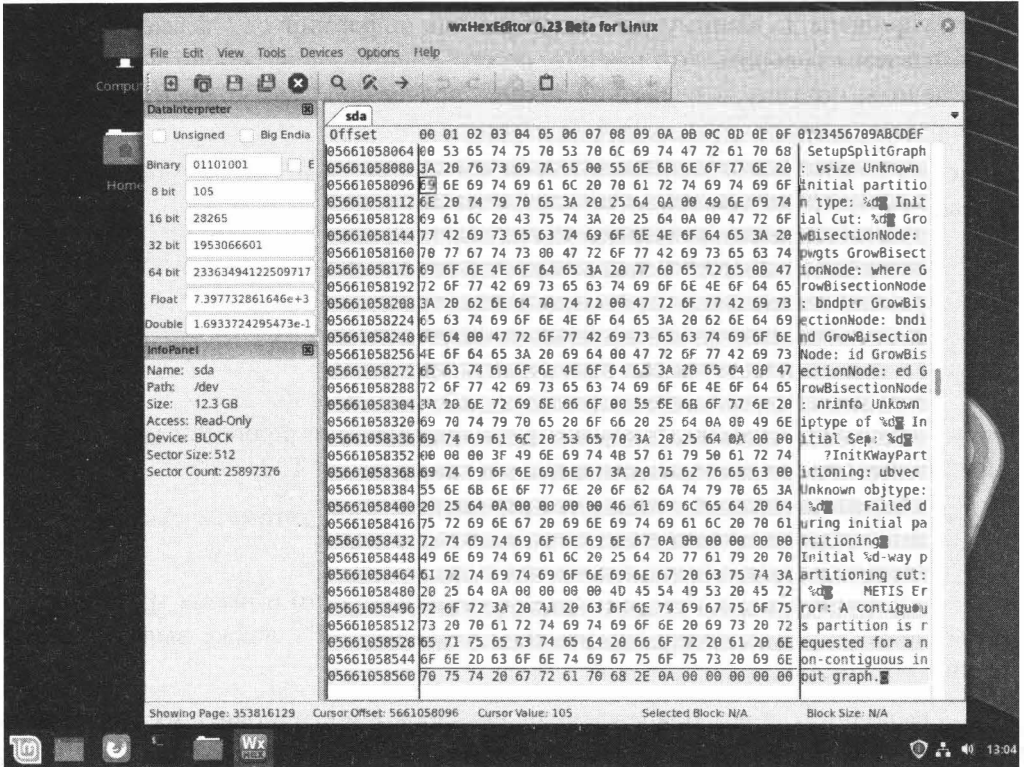 wxHexEditor 0.23 Beta for Linux
File Edit View Tools Devices Options Help
Comput
Home
DataInterpreter
Unsigned Big Endia
Binary 01101001 E
8 bit 105
16 bit 28265
32 bit 1953066601
64 bit 23363494122509717
Float 7.397732861646e+3
Double 1.6933724295473e-1
InfoPanel
Name: sda
Path: /dev
Size: 12.3 GB
Access: Read-Only
Device: BLOCK
Sector Size: 512
Sector Count: 25897376
sda
Offset 00 01 02 03 04 05 06 07 08 09 0A 0B 0C 0D 0E 0F 0123456709ABCDEF
05661058064 00 53 65 74 75 70 53 70 6C 69 74 47 72 61 70 68 SetupSplitGraph
05661058080 3A 20 76 73 69 7A 65 00 55 6E 6B 6E 6F 77 6E 20 : vsize Unknown
05661058096 69 6E 69 74 69 61 6C 20 70 61 72 74 69 74 69 6F initial partitio
05661058112 6E 20 74 79 70 65 3A 20 25 64 0A 00 49 6E 69 74 n type: %d Init
05661058128 69 61 6C 20 43 75 74 3A 20 25 64 0A 00 47 72 6F ial Cut: %d Gro
05661058144 77 42 69 73 65 63 74 69 6F 6E 4E 6F 64 65 3A 20 wBisectionNode:
05661058160 70 77 67 74 73 00 47 72 6F 77 42 69 73 65 63 74 pwgts GrowBisect
05661058176 69 6F 6E 4E 6F 64 65 3A 20 77 68 65 72 65 00 47 ionNode: where G
05661058192 72 6F 77 42 69 73 65 63 74 69 6F 6E 4E 6F 64 65 rowBisectionNode
05661058208 3A 20 62 6E 64 70 74 72 00 47 72 6F 77 42 69 73 : bndptr GrowBis
05661058224 65 63 74 69 6F 6E 4E 6F 64 65 3A 20 62 6E 64 69 ectionNode: bndi
05661058240 6E 64 00 47 72 6F 77 42 69 73 65 63 74 69 6F 6E nd GrowBisection
05661058256 4E 6F 64 65 3A 20 69 64 00 47 72 6F 77 42 69 73 Node: id GrowBis
05661058272 65 63 74 69 6F 6E 4E 6F 64 65 3A 20 65 64 00 47 ectionNode: ed G
05661058288 72 6F 77 42 69 73 65 63 74 69 6F 6E 4E 6F 64 65 rowBisectionNode
05661058304 3A 20 6E 72 69 6E 66 6F 00 55 6E 6B 6F 77 6E 20 : nrinfo Unkown
05661058320 69 70 74 79 70 65 20 6F 66 20 25 64 0A 00 49 6E iptype of %d In
05661058336 69 74 69 61 6C 20 53 65 70 3A 20 25 64 0A 00 00 itial Sep: %d
05661058352 00 00 00 3F 49 6E 69 74 4B 57 61 79 50 61 72 74 ?InitKWayPart
05661058368 69 74 69 6F 6E 69 6E 67 3A 20 75 62 76 65 63 00 itioning: ubvec
05661058384 55 6E 6B 6E 6F 77 6E 20 6F 62 6A 74 79 70 65 3A Unknown objtype:
05661058400 20 25 64 0A 00 00 00 00 46 61 69 6C 65 64 20 64 %d Failed d
05661058416 75 72 69 6E 67 20 69 6E 69 74 69 61 6C 20 70 61 uring initial pa
05661058432 72 74 69 74 69 6F 6E 69 6E 67 0A 00 00 00 00 00 rtitioning
05661058448 49 6E 69 74 69 61 6C 20 25 64 2D 77 61 79 20 70 Initial %d-way p
05661058464 61 72 74 69 74 69 6F 6E 69 6E 67 20 63 75 74 3A artitioning cut:
05661058480 20 25 64 0A 00 00 00 00 4D 45 54 49 53 20 45 72 %d METIS Er
05661058496 72 6F 72 3A 20 41 20 63 6F 6E 74 69 67 75 6F 75 ror: A contiguou
05661058512 73 20 70 61 72 74 69 74 69 6F 6E 20 69 73 20 72 s partition is r
05661058528 65 71 75 65 73 74 65 64 20 66 6F 72 20 61 20 6E equested for a n
05661058544 6F 6E 2D 63 6F 6E 74 69 67 75 6F 75 73 20 69 6E on-contiguous in
05661058560 70 75 74 20 67 72 61 70 68 2E 0A 00 00 00 00 00 put graph.
Showing Page: 353816129 Cursor Offset: 5661058096 Cursor Value: 105 Selected Block: N/A Block Size: N/A
Wx
HEX
13:04